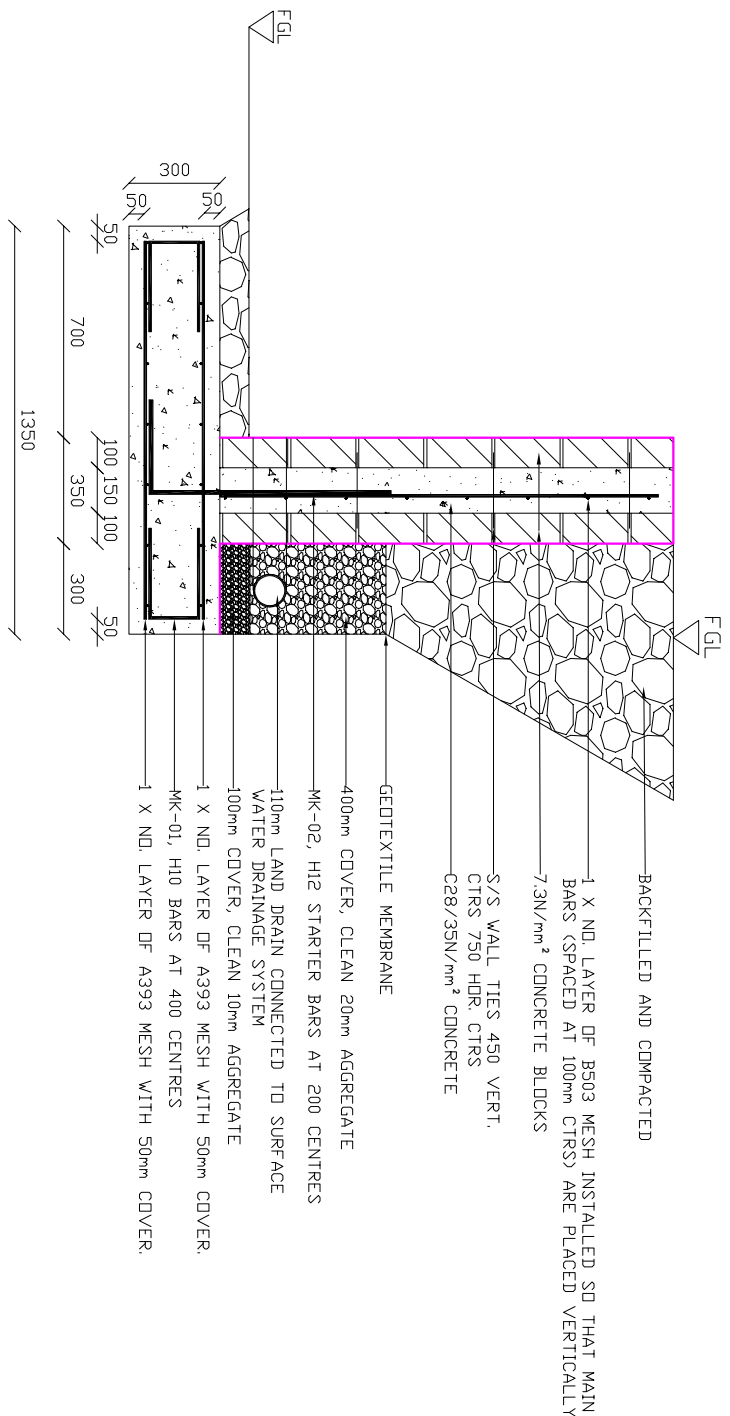 FGL
FGL
BACKFILLED AND COMPACTED
1 X NO. LAYER OF B503 MESH INSTALLED SO THAT MAIN
BARS (SPACED AT 100mm CTRS) ARE PLACED VERTICALLY
7.3N/mm² CONCRETE BLOCKS
S/S WALL TIES 450 VERT.
CTRS 750 HOR. CTRS
C28/35N/mm² CONCRETE
GEOTEXTILE MEMBRANE
400mm COVER, CLEAN 20mm AGGREGATE
MK-02, H12 STARTER BARS AT 200 CENTRES
110mm LAND DRAIN CONNECTED TO SURFACE
WATER DRAINAGE SYSTEM
100mm COVER, CLEAN 10mm AGGREGATE
1 X NO. LAYER OF A393 MESH WITH 50mm COVER.
MK-01, H10 BARS AT 400 CENTRES
1 X NO. LAYER OF A393 MESH WITH 50mm COVER.
300
50
50
50
100
150
100
50
700
350
300
1350